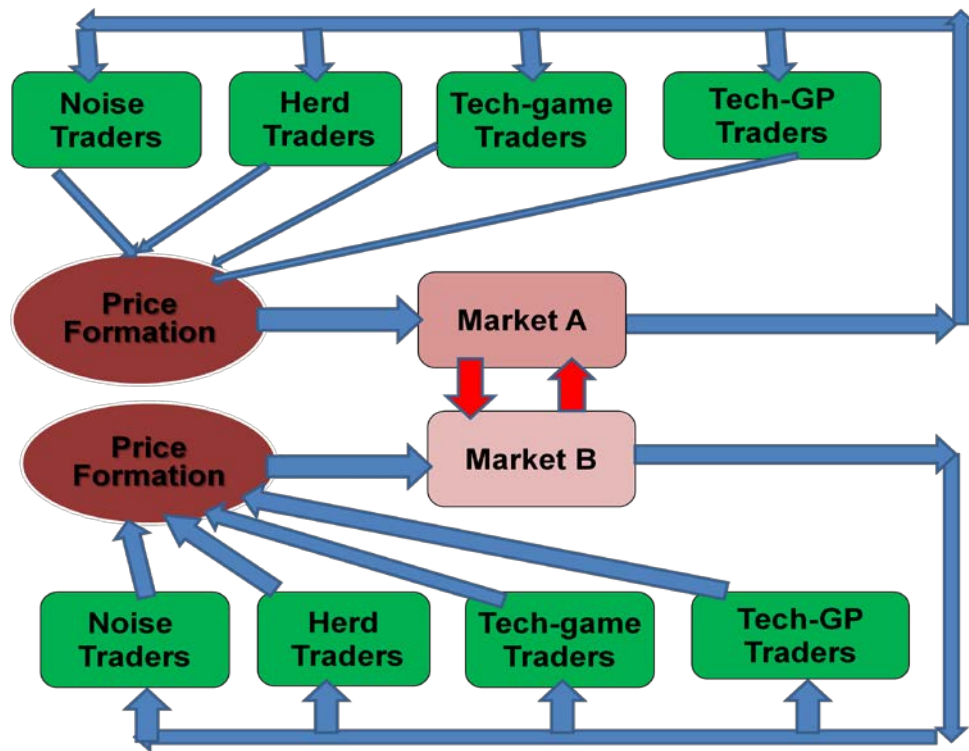 Noise
Traders
Herd
Traders
Tech-game
Traders
Tech-GP
Traders
Price
Formation
Market A
Price
Formation
Market B
Noise
Traders
Herd
Traders
Tech-game
Traders
Tech-GP
Traders